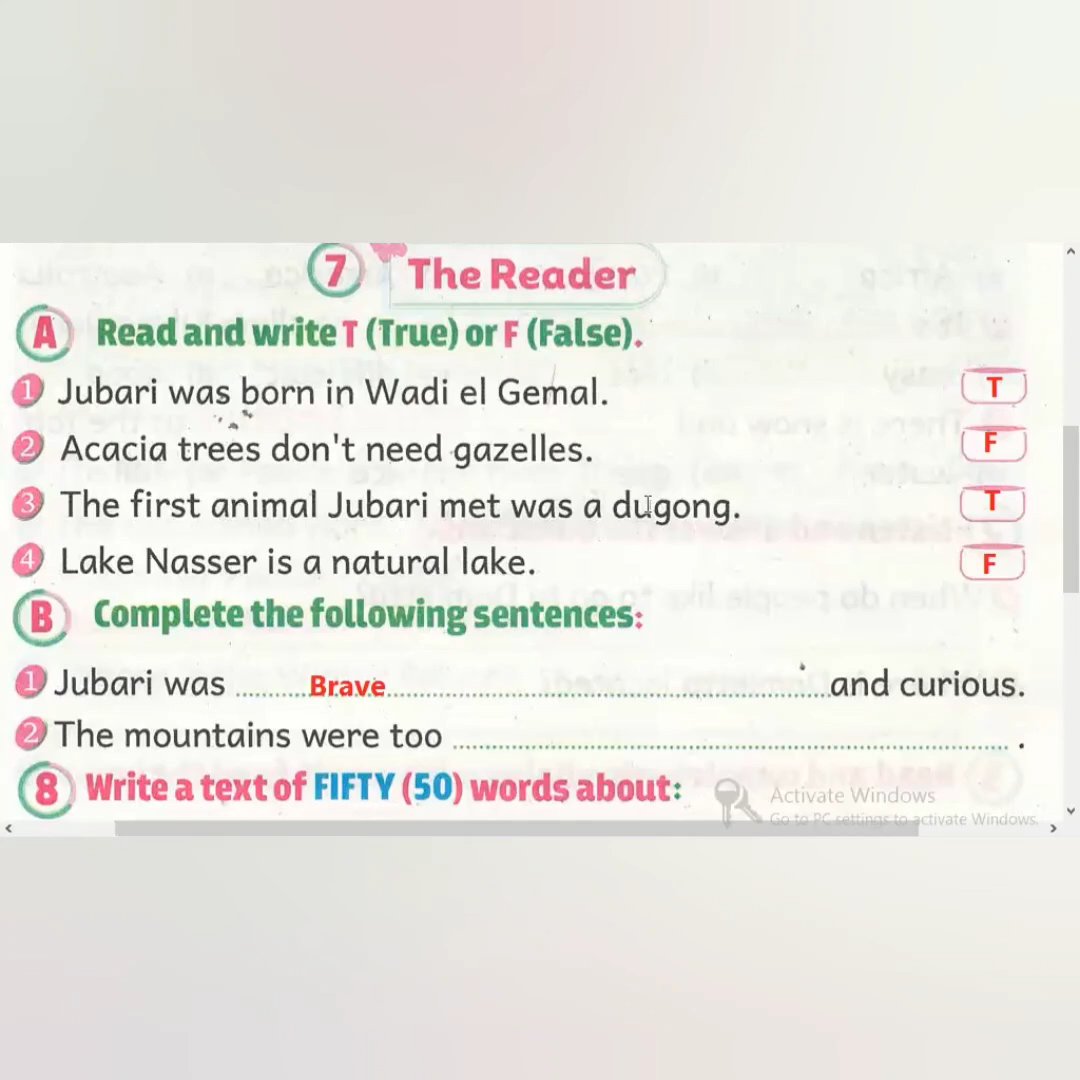 7 The Reader
A Read and write T (True) or F (False).
1 Jubari was born in Wadi el Gemal. T
2 Acacia trees don't need gazelles. F
3 The first animal Jubari met was a dugong. T
4 Lake Nasser is a natural lake. F
B Complete the following sentences:
1 Jubari was ........Brave........and curious.
2 The mountains were too ................ .
8 Write a text of FIFTY (50) words about:
Activate Windows
Go to PC settings to activate Windows.